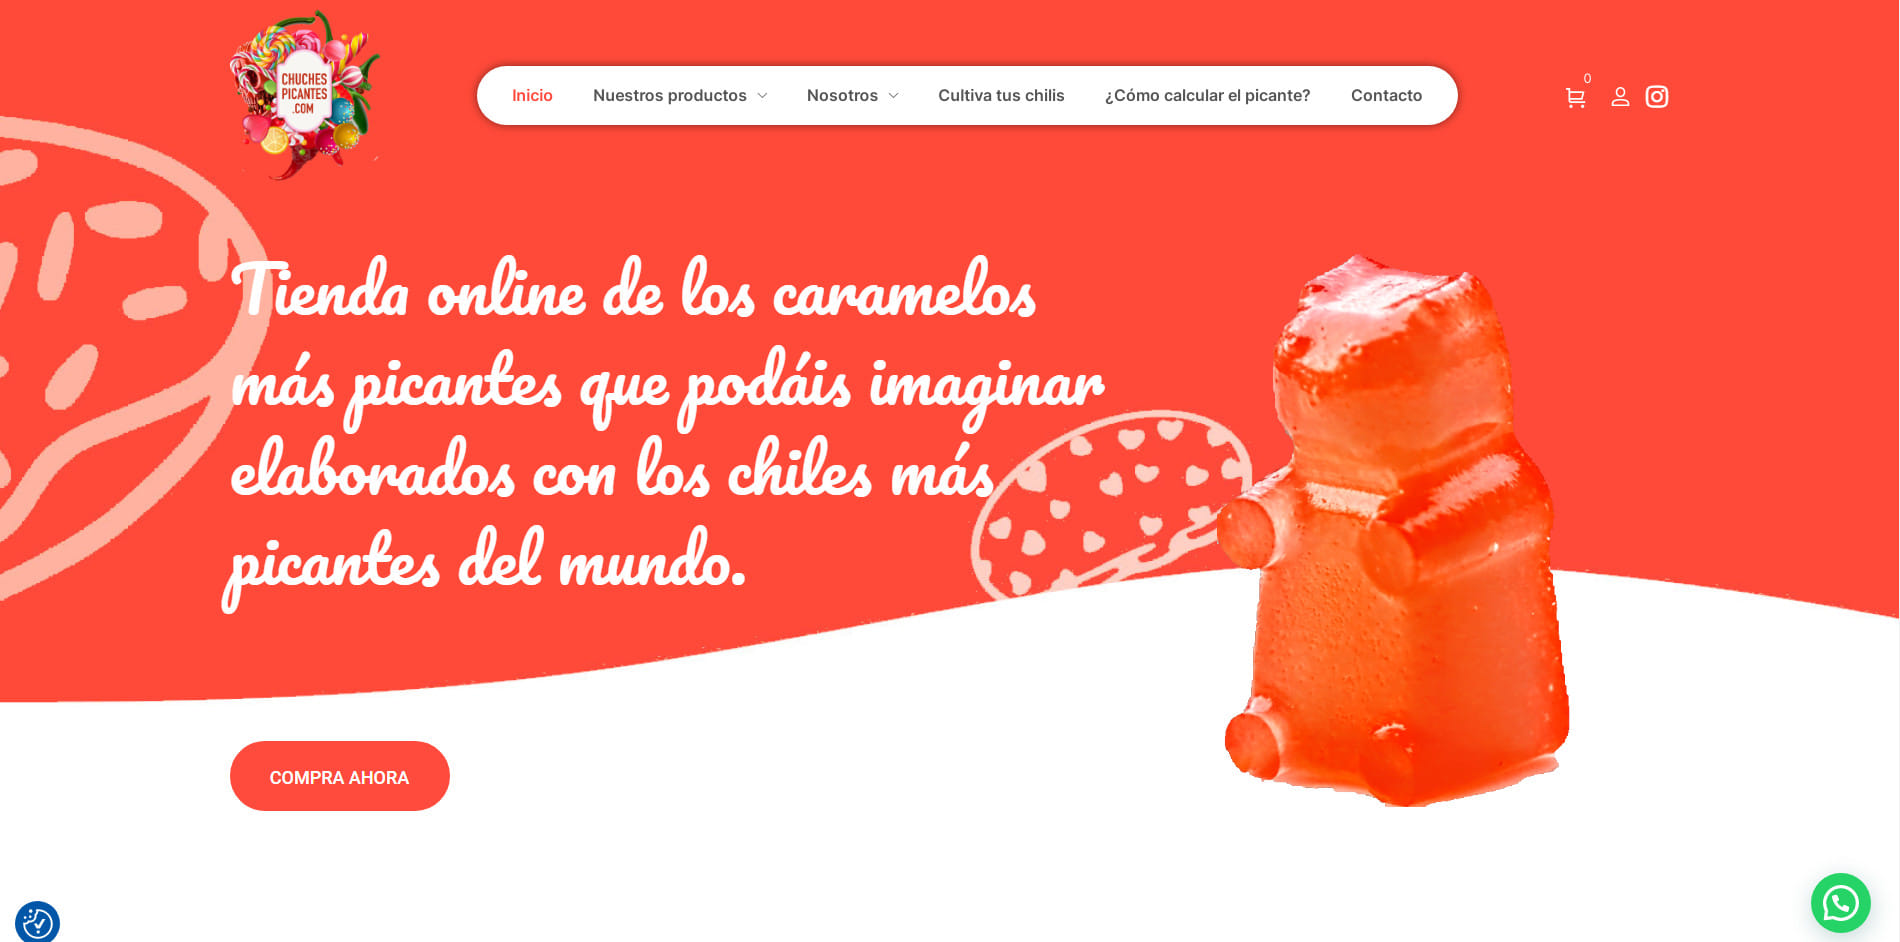 CHUCHES
PICANTES
.COM
Inicio
Nuestros productos
Nosotros
Cultiva tus chilis
¿Cómo calcular el picante?
Contacto
0
Tienda online de los caramelos
más picantes que podáis imaginar
elaborados con los chiles más
picantes del mundo.
COMPRA AHORA